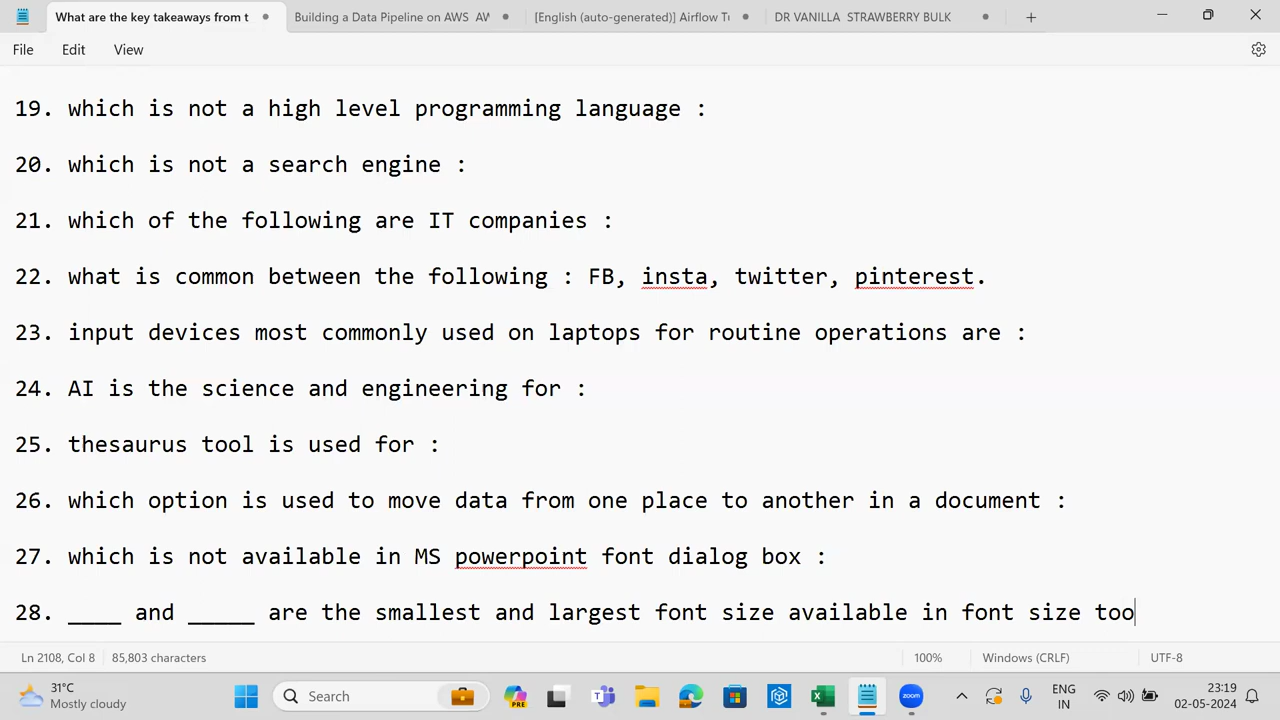 What are the key takeaways from t
Building a Data Pipeline on AWS AW
[English (auto-generated)] Airflow Tu
DR VANILLA STRAWBERRY BULK
File Edit View
19. which is not a high level programming language :
20. which is not a search engine :
21. which of the following are IT companies :
22. what is common between the following : FB, insta, twitter, pinterest.
23. input devices most commonly used on laptops for routine operations are :
24. AI is the science and engineering for :
25. thesaurus tool is used for :
26. which option is used to move data from one place to another in a document :
27. which is not available in MS powerpoint font dialog box :
28. ____ and _____ are the smallest and largest font size available in font size too
Ln 2108, Col 8 85,803 characters 100% Windows (CRLF) UTF-8
31°C
Mostly cloudy
Search
PRE
zoom
ENG
IN
23:19
02-05-2024